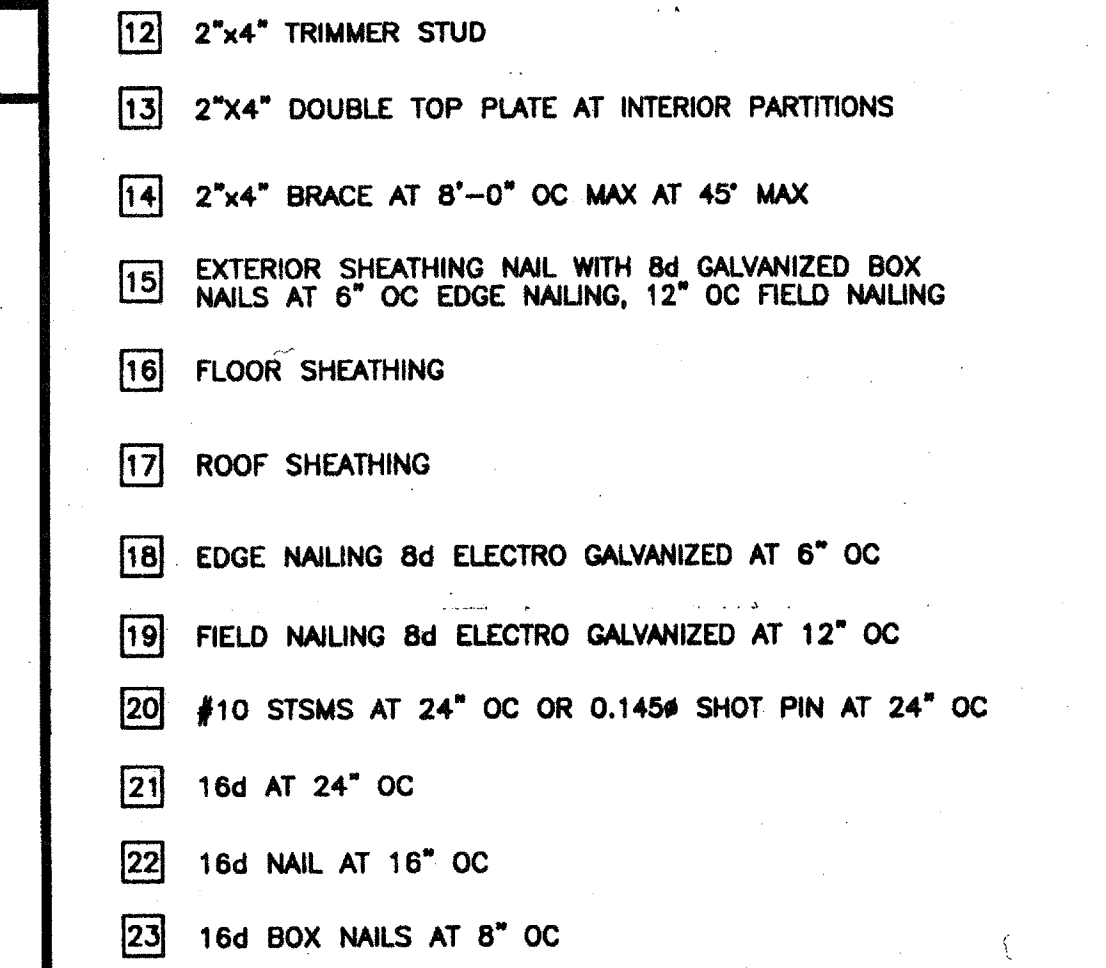 12 2"x4" TRIMMER STUD
13 2"X4" DOUBLE TOP PLATE AT INTERIOR PARTITIONS
14 2"x4" BRACE AT 8'-0" OC MAX AT 45° MAX
15 EXTERIOR SHEATHING NAIL WITH 8d GALVANIZED BOX
NAILS AT 6" OC EDGE NAILING, 12" OC FIELD NAILING
16 FLOOR SHEATHING
17 ROOF SHEATHING
18 EDGE NAILING 8d ELECTRO GALVANIZED AT 6" OC
19 FIELD NAILING 8d ELECTRO GALVANIZED AT 12" OC
20 #10 STSMS AT 24" OC OR 0.145ø SHOT PIN AT 24" OC
21 16d AT 24" OC
22 16d NAIL AT 16" OC
23 16d BOX NAILS AT 8" OC